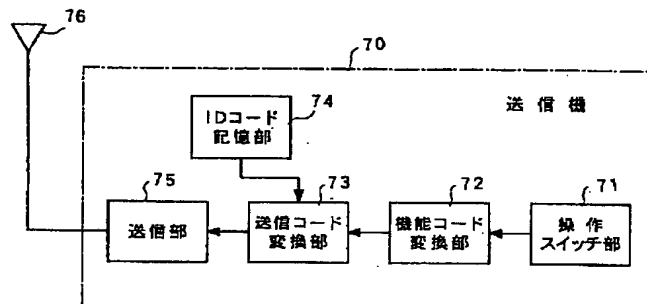 76
70
送信機
74
IDコード
記憶部
75
送信部
73
送信コード
変換部
72
機能コード
変換部
71
操作
スイッチ部